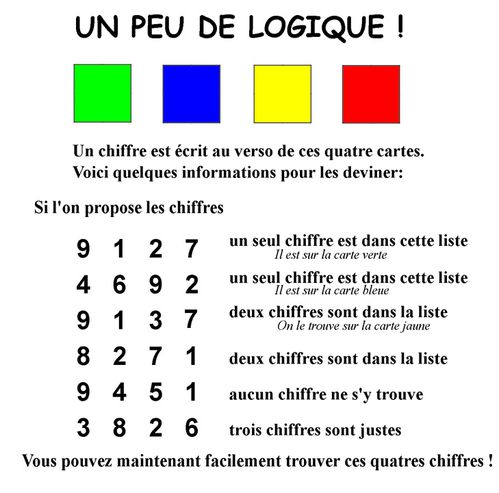 UN PEU DE LOGIQUE !
Un chiffre est écrit au verso de ces quatre cartes.
Voici quelques informations pour les deviner:
Si l'on propose les chiffres
9 1 2 7 un seul chiffre est dans cette liste
Il est sur la carte verte
4 6 9 2 un seul chiffre est dans cette liste
Il est sur la carte bleue
9 1 3 7 deux chiffres sont dans la liste
On le trouve sur la carte jaune
8 2 7 1 deux chiffres sont dans la liste
9 4 5 1 aucun chiffre ne s'y trouve
3 8 2 6 trois chiffres sont justes
Vous pouvez maintenant facilement trouver ces quatres chiffres !